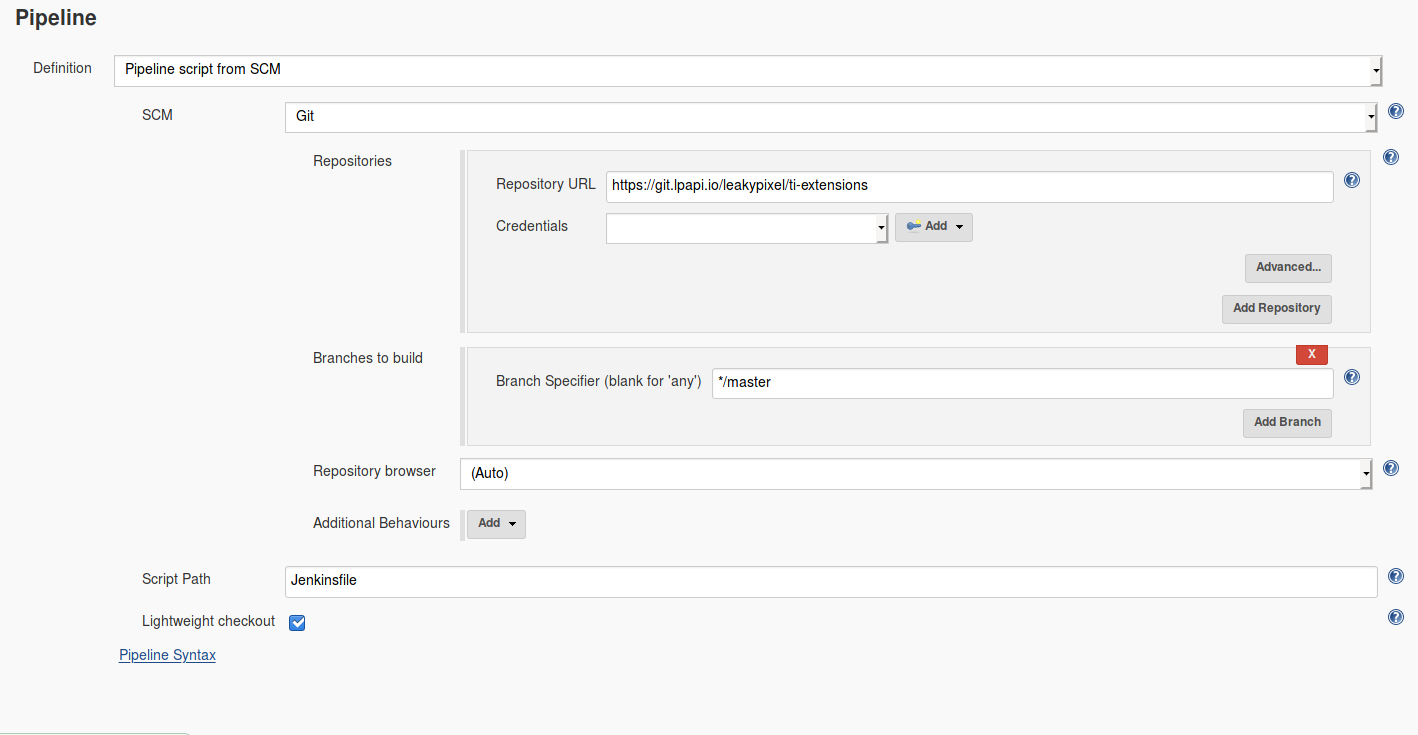 Pipeline
Definition Pipeline script from SCM
SCM Git
Repositories
Repository URL https://git.lpapi.io/leakypixel/ti-extensions
Credentials Add
Advanced...
Add Repository
Branches to build X
Branch Specifier (blank for 'any') */master
Add Branch
Repository browser (Auto)
Additional Behaviours Add
Script Path Jenkinsfile
Lightweight checkout
Pipeline Syntax